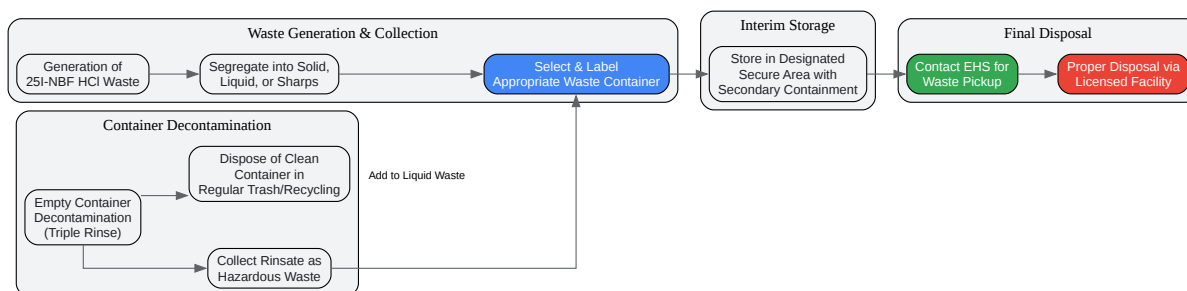 Waste Generation & Collection
Generation of
25I-NBF HCl Waste
Segregate into Solid,
Liquid, or Sharps
Select & Label
Appropriate Waste Container
Interim Storage
Store in Designated
Secure Area with
Secondary Containment
Final Disposal
Contact EHS for
Waste Pickup
Proper Disposal via
Licensed Facility
Container Decontamination
Empty Container
Decontamination
(Triple Rinse)
Dispose of Clean
Container in
Regular Trash/Recycling
Collect Rinsate as
Hazardous Waste
Add to Liquid Waste